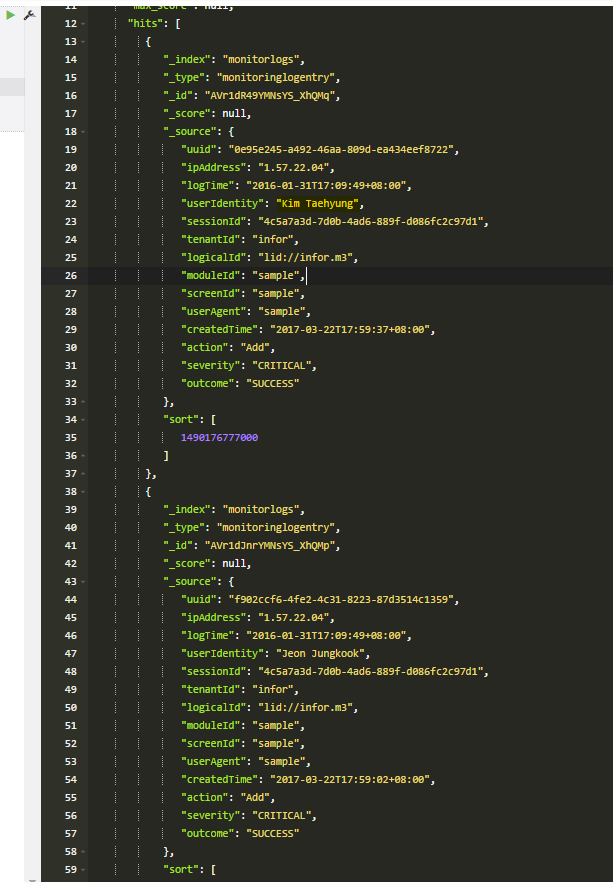 11 "max_score": null,
12 "hits": [
13 {
14 "_index": "monitorlogs",
15 "_type": "monitoringlogentry",
16 "_id": "AVr1dR49YMNsYS_XhQMq",
17 "_score": null,
18 "_source": {
19 "uuid": "0e95e245-a492-46aa-809d-ea434eef8722",
20 "ipAddress": "1.57.22.04",
21 "logTime": "2016-01-31T17:09:49+08:00",
22 "userIdentity": "Kim Taehyung",
23 "sessionId": "4c5a7a3d-7d0b-4ad6-889f-d086fc2c97d1",
24 "tenantId": "infor",
25 "logicalId": "lid://infor.m3",
26 "moduleId": "sample",
27 "screenId": "sample",
28 "userAgent": "sample",
29 "createdTime": "2017-03-22T17:59:37+08:00",
30 "action": "Add",
31 "severity": "CRITICAL",
32 "outcome": "SUCCESS"
33 },
34 "sort": [
35 1490176777000
36 ]
37 },
38 {
39 "_index": "monitorlogs",
40 "_type": "monitoringlogentry",
41 "_id": "AVr1dJnrYMNsYS_XhQMp",
42 "_score": null,
43 "_source": {
44 "uuid": "f902ccf6-4fe2-4c31-8223-87d3514c1359",
45 "ipAddress": "1.57.22.04",
46 "logTime": "2016-01-31T17:09:49+08:00",
47 "userIdentity": "Jeon Jungkook",
48 "sessionId": "4c5a7a3d-7d0b-4ad6-889f-d086fc2c97d1",
49 "tenantId": "infor",
50 "logicalId": "lid://infor.m3",
51 "moduleId": "sample",
52 "screenId": "sample",
53 "userAgent": "sample",
54 "createdTime": "2017-03-22T17:59:02+08:00",
55 "action": "Add",
56 "severity": "CRITICAL",
57 "outcome": "SUCCESS"
58 },
59 "sort": [